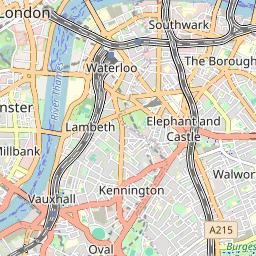 London
Southwark
Waterloo
The Borough
River Thames
nster
Lambeth
Elephant and
Castle
Millbank
Walwor
Kennington
Vauxhall
A215
Oval
Burges